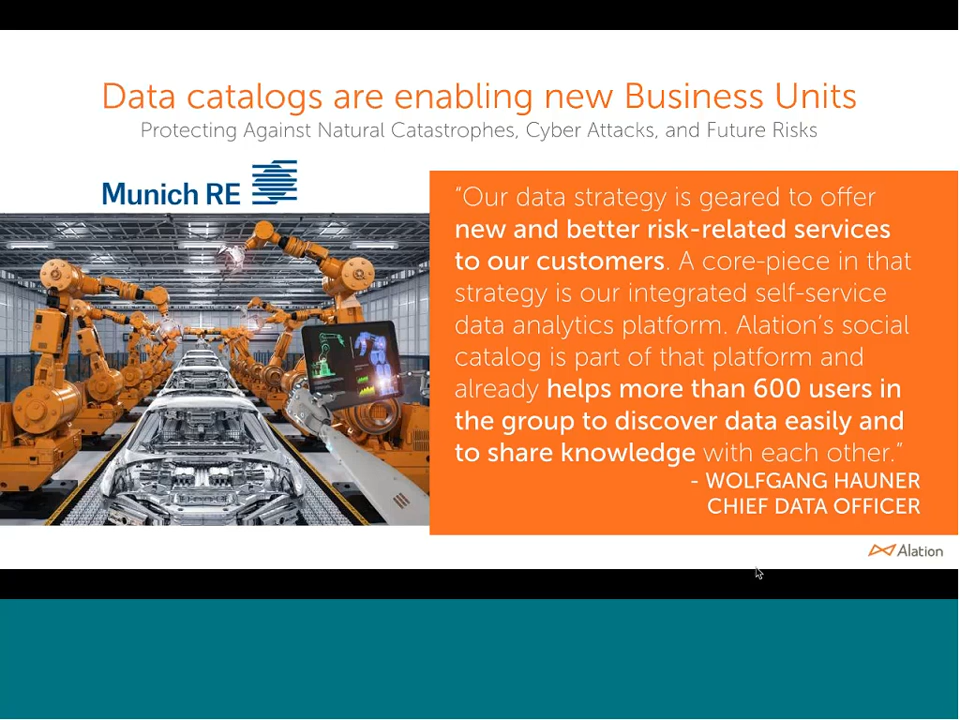 Data catalogs are enabling new Business Units
Protecting Against Natural Catastrophes, Cyber Attacks, and Future Risks
Munich RE
“Our data strategy is geared to offer
new and better risk-related services
to our customers. A core-piece in that
strategy is our integrated self-service
data analytics platform. Alation’s social
catalog is part of that platform and
already helps more than 600 users in
the group to discover data easily and
to share knowledge with each other.”
- WOLFGANG HAUNER
CHIEF DATA OFFICER
Alation